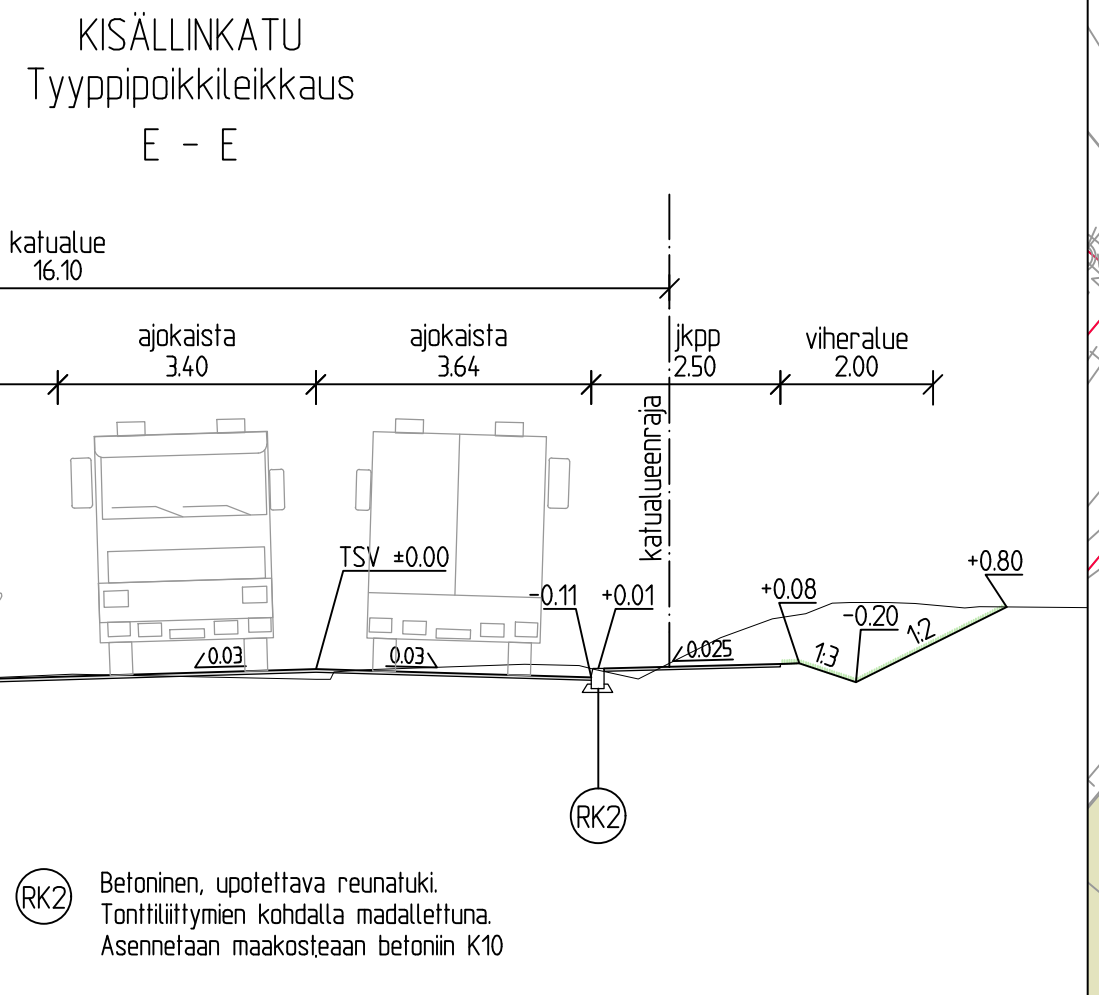 KISÄLLINKATU
Tyyppipoikkileikkaus
E - E
katualue
16.10
ajokaista
3.40
ajokaista
3.64
jkpp
2.50
viheralue
2.00
katualueenraja
TSV ±0.00
-0.11
+0.01
+0.08
-0.20
+0.80
0.03
0.03
0.025
1:3
1:2
RK2
RK2
Betoninen, upotettava reunatuki.
Tonttiliittymien kohdalla madallettuna.
Asennetaan maakosteaan betoniin K10